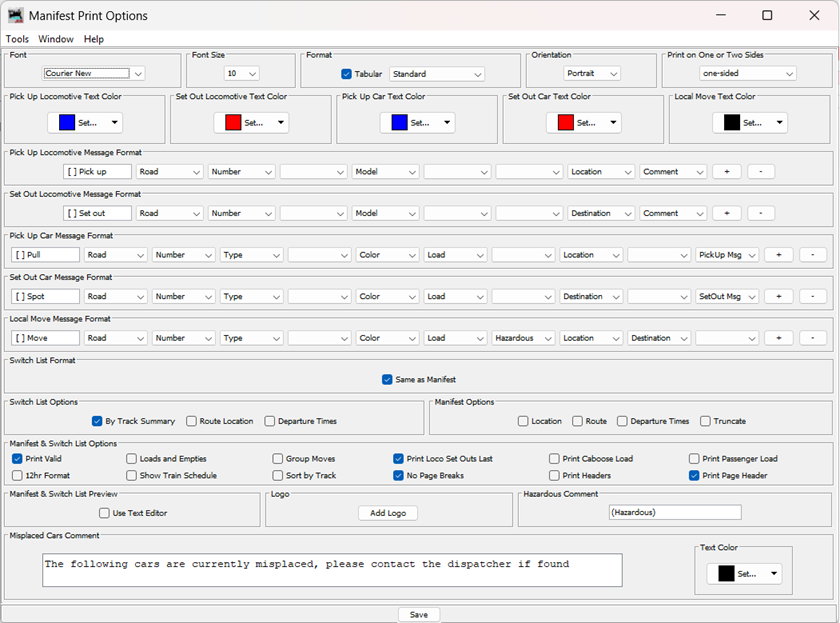 Manifest Print Options
Tools Window Help
Font Font Size Format Orientation Print on One or Two Sides
Courier New 10 Tabular Standard Portrait one-sided
Pick Up Locomotive Text Color Set Out Locomotive Text Color Pick Up Car Text Color Set Out Car Text Color Local Move Text Color
Set... Set... Set... Set... Set...
Pick Up Locomotive Message Format
[ ] Pick up Road Number Model Location Comment + -
Set Out Locomotive Message Format
[ ] Set out Road Number Model Destination Comment + -
Pick Up Car Message Format
[ ] Pull Road Number Type Color Load Location PickUp Msg + -
Set Out Car Message Format
[ ] Spot Road Number Type Color Load Destination SetOut Msg + -
Local Move Message Format
[ ] Move Road Number Type Color Load Hazardous Location Destination + -
Switch List Format
Same as Manifest
Switch List Options Manifest Options
By Track Summary Route Location Departure Times Location Route Departure Times Truncate
Manifest & Switch List Options
Print Valid Loads and Empties Group Moves Print Loco Set Outs Last Print Caboose Load Print Passenger Load
12hr Format Show Train Schedule Sort by Track No Page Breaks Print Headers Print Page Header
Manifest & Switch List Preview Logo Hazardous Comment
Use Text Editor Add Logo (Hazardous)
Misplaced Cars Comment
Text Color
The following cars are currently misplaced, please contact the dispatcher if found
Set...
Save